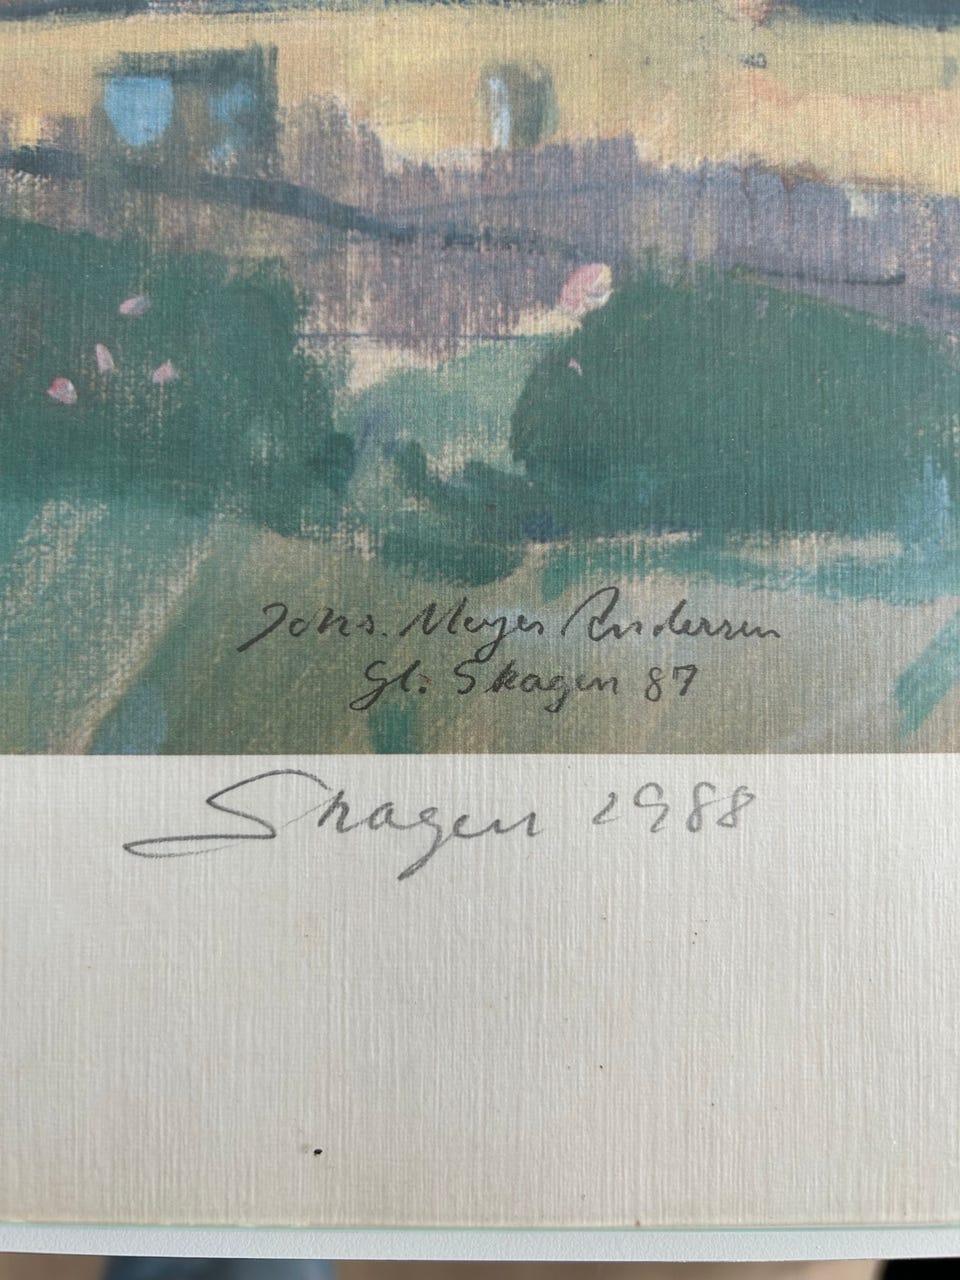 Johs. Meyer Andersen
Gl. Skagen 87
Skagen 1988